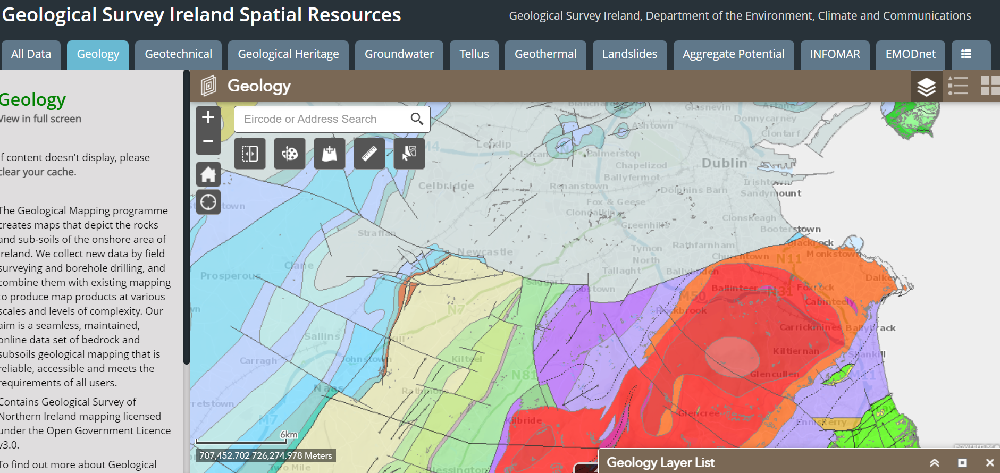 Geological Survey Ireland Spatial Resources
Geological Survey Ireland, Department of the Environment, Climate and Communications
All Data
Geology
Geotechnical
Geological Heritage
Groundwater
Tellus
Geothermal
Landslides
Aggregate Potential
INFOMAR
EMODnet
Geology
View in full screen
If content doesn't display, please
clear your cache.
The Geological Mapping programme
creates maps that depict the rocks
and sub-soils of the onshore area of
Ireland. We collect new data by field
surveying and borehole drilling, and
combine them with existing mapping
to produce map products at various
scales and levels of complexity. Our
aim is a seamless, maintained,
online data set of bedrock and
subsoils geological mapping that is
reliable, accessible and meets the
requirements of all users.
Contains Geological Survey of
Northern Ireland mapping licensed
under the Open Government Licence
v3.0.
To find out more about Geological
Geology
+
−
Eircode or Address Search
Glasnevin
Artane
Donnycarney
Ashtown
Clontarf
M4
Leixlip
Lucan
Palmerston
Chapelizod
Dublin
Ballyfermot
Irishtown
Celbridge
Ronanstown
Dolphins Barn
Sandymount
Fox & Geese
Clondalkin
Clonskeagh
Greenhills
Straffan
Booterstown
Newcastle
Tymon
North
Rathfarnham
Blackrock
Churchtown
N11
Monkstown
Clane
Prosperous
Tallaght
Ballyboden
Dalkey
Saggart
Jobstown
M50
Ballinteer
N31
Foxrock
Cabinteely
N7
Rockbrook
Carrickmines
Ballybrack
Sallins
Kill
Kiltiernan
Shankill
Carragh
Johnstown
Kilteel
N81
Glencullen
M11
Naas
Rathmore
Glencree
M7
Kilbride
Enniskerry
6km
707,452.702 726,274.978 Meters
Two Mile
Blessington
POWERED BY
Geology Layer List